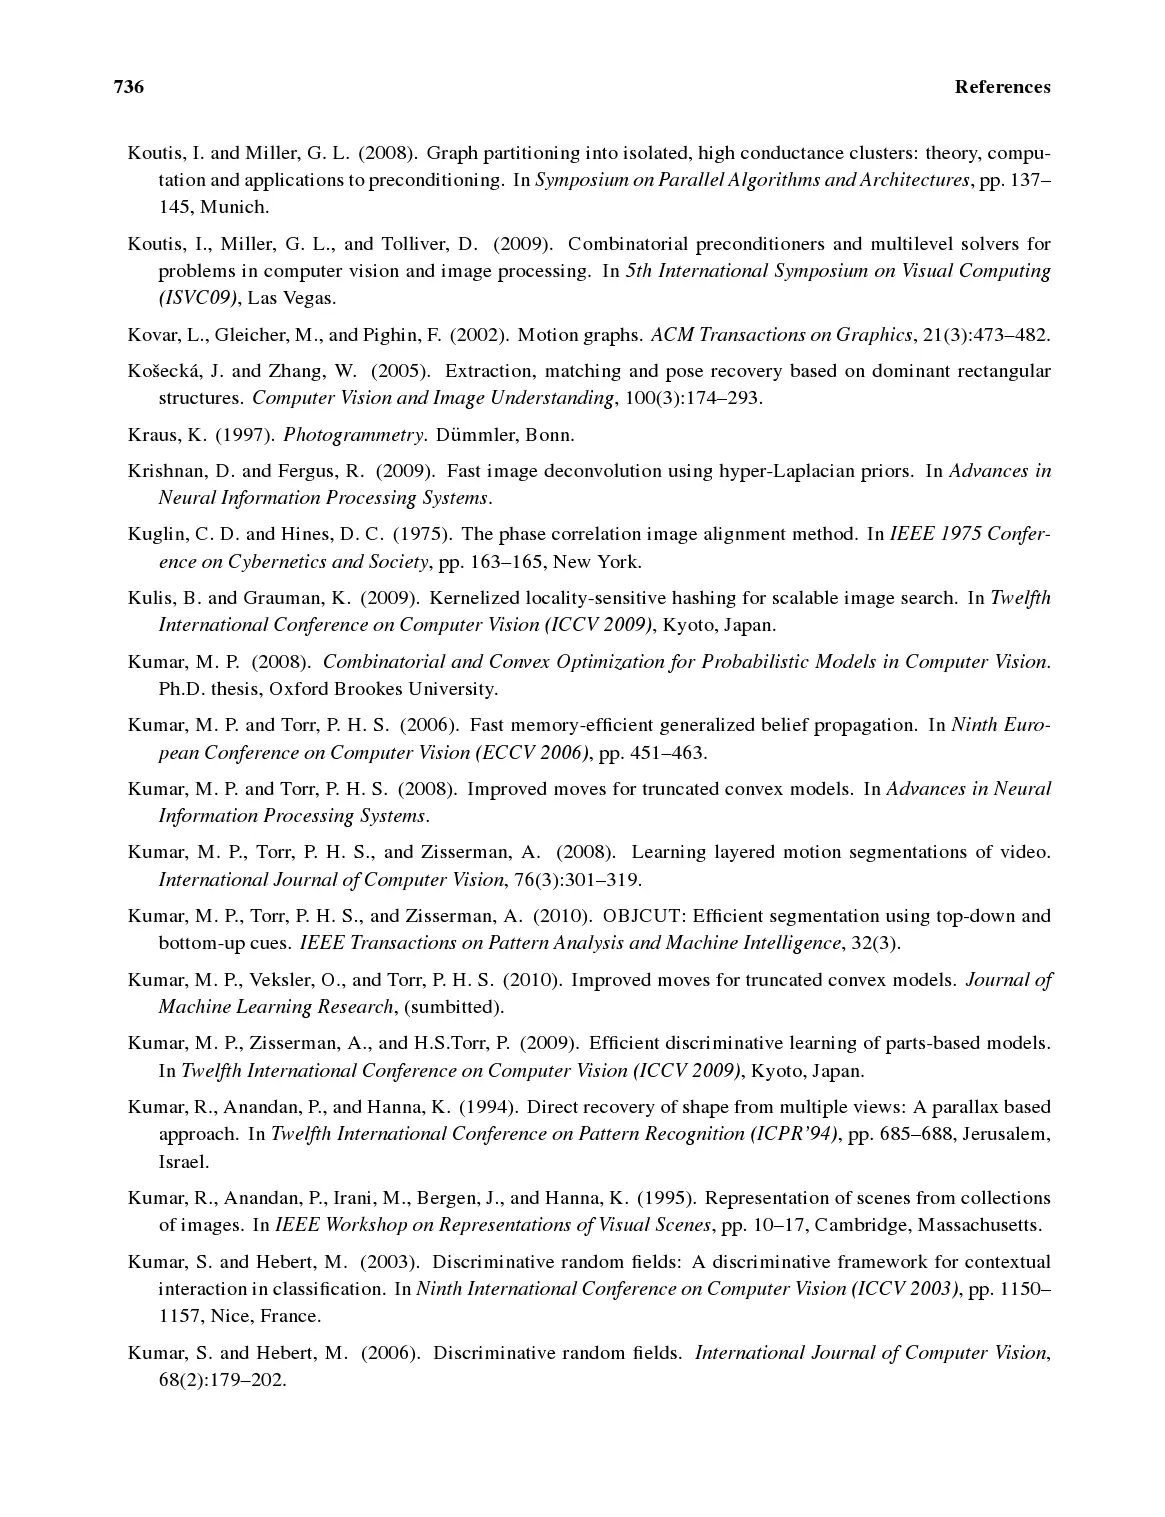 736 References
Koutis, I. and Miller, G. L. (2008). Graph partitioning into isolated, high conductance clusters: theory, compu-
tation and applications to preconditioning. In Symposium on Parallel Algorithms and Architectures, pp. 137–
145, Munich.
Koutis, I., Miller, G. L., and Tolliver, D. (2009). Combinatorial preconditioners and multilevel solvers for
problems in computer vision and image processing. In 5th International Symposium on Visual Computing
(ISVC09), Las Vegas.
Kovar, L., Gleicher, M., and Pighin, F. (2002). Motion graphs. ACM Transactions on Graphics, 21(3):473–482.
Košecká, J. and Zhang, W. (2005). Extraction, matching and pose recovery based on dominant rectangular
structures. Computer Vision and Image Understanding, 100(3):174–293.
Kraus, K. (1997). Photogrammetry. Dümmler, Bonn.
Krishnan, D. and Fergus, R. (2009). Fast image deconvolution using hyper-Laplacian priors. In Advances in
Neural Information Processing Systems.
Kuglin, C. D. and Hines, D. C. (1975). The phase correlation image alignment method. In IEEE 1975 Confer-
ence on Cybernetics and Society, pp. 163–165, New York.
Kulis, B. and Grauman, K. (2009). Kernelized locality-sensitive hashing for scalable image search. In Twelfth
International Conference on Computer Vision (ICCV 2009), Kyoto, Japan.
Kumar, M. P. (2008). Combinatorial and Convex Optimization for Probabilistic Models in Computer Vision.
Ph.D. thesis, Oxford Brookes University.
Kumar, M. P. and Torr, P. H. S. (2006). Fast memory-efficient generalized belief propagation. In Ninth Euro-
pean Conference on Computer Vision (ECCV 2006), pp. 451–463.
Kumar, M. P. and Torr, P. H. S. (2008). Improved moves for truncated convex models. In Advances in Neural
Information Processing Systems.
Kumar, M. P., Torr, P. H. S., and Zisserman, A. (2008). Learning layered motion segmentations of video.
International Journal of Computer Vision, 76(3):301–319.
Kumar, M. P., Torr, P. H. S., and Zisserman, A. (2010). OBJCUT: Efficient segmentation using top-down and
bottom-up cues. IEEE Transactions on Pattern Analysis and Machine Intelligence, 32(3).
Kumar, M. P., Veksler, O., and Torr, P. H. S. (2010). Improved moves for truncated convex models. Journal of
Machine Learning Research, (sumbitted).
Kumar, M. P., Zisserman, A., and H.S.Torr, P. (2009). Efficient discriminative learning of parts-based models.
In Twelfth International Conference on Computer Vision (ICCV 2009), Kyoto, Japan.
Kumar, R., Anandan, P., and Hanna, K. (1994). Direct recovery of shape from multiple views: A parallax based
approach. In Twelfth International Conference on Pattern Recognition (ICPR'94), pp. 685–688, Jerusalem,
Israel.
Kumar, R., Anandan, P., Irani, M., Bergen, J., and Hanna, K. (1995). Representation of scenes from collections
of images. In IEEE Workshop on Representations of Visual Scenes, pp. 10–17, Cambridge, Massachusetts.
Kumar, S. and Hebert, M. (2003). Discriminative random fields: A discriminative framework for contextual
interaction in classification. In Ninth International Conference on Computer Vision (ICCV 2003), pp. 1150–
1157, Nice, France.
Kumar, S. and Hebert, M. (2006). Discriminative random fields. International Journal of Computer Vision,
68(2):179–202.